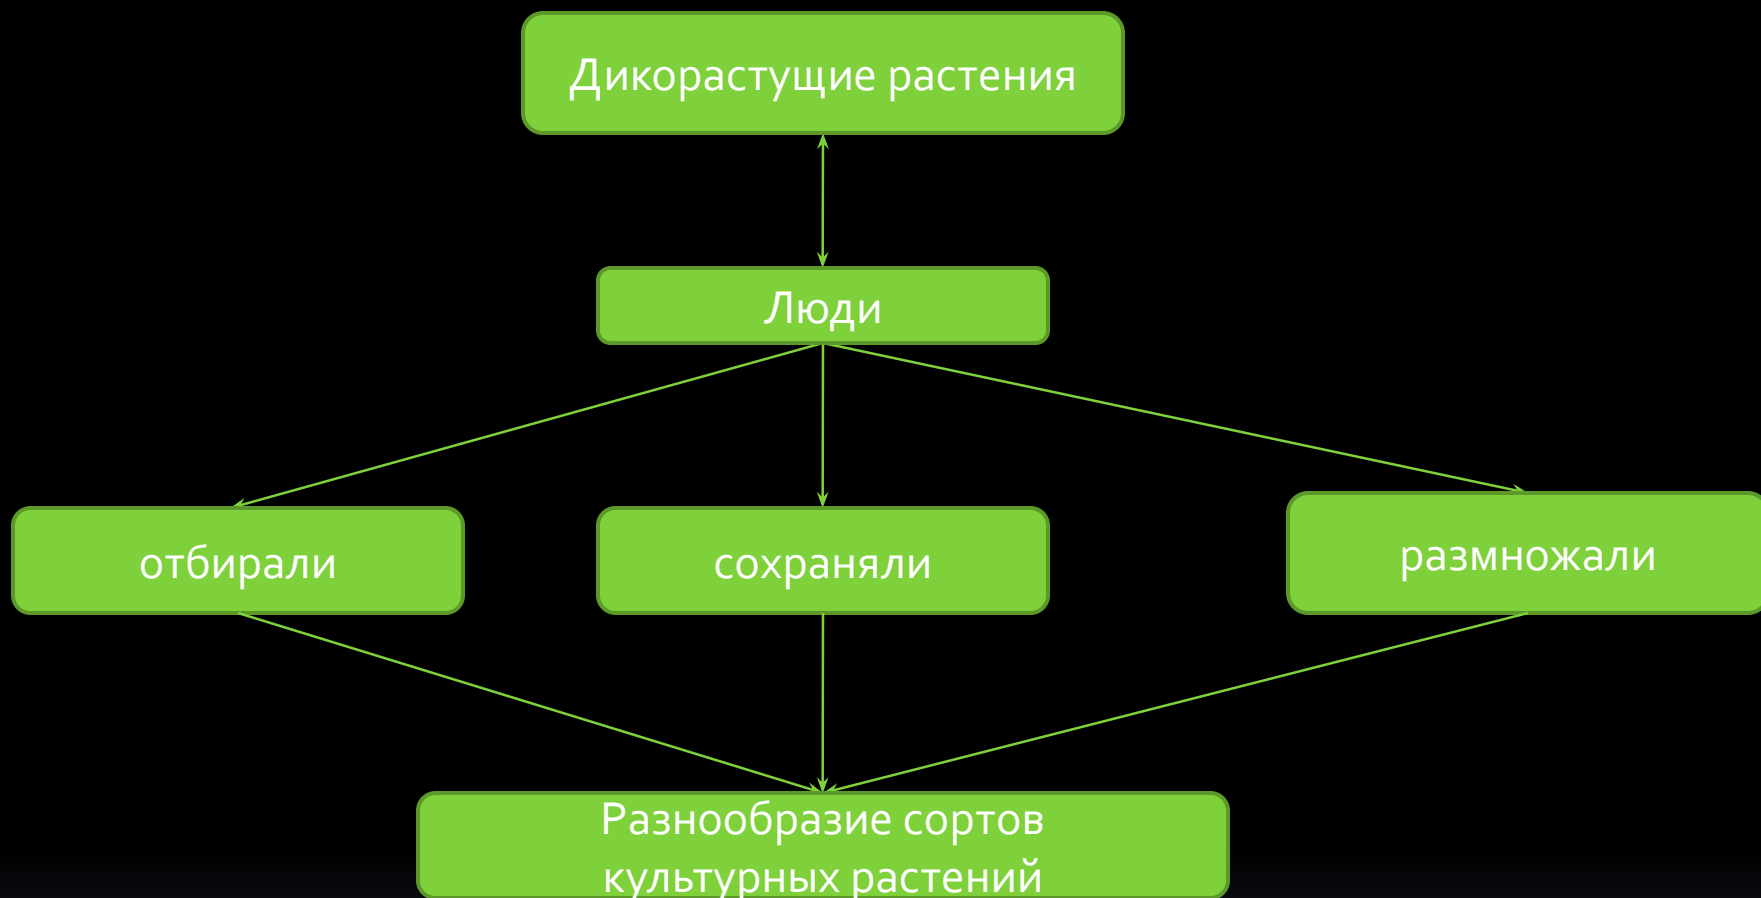 Дикорастущие растения
Люди
отбирали
сохраняли
размножали
Разнообразие сортов
культурных растений